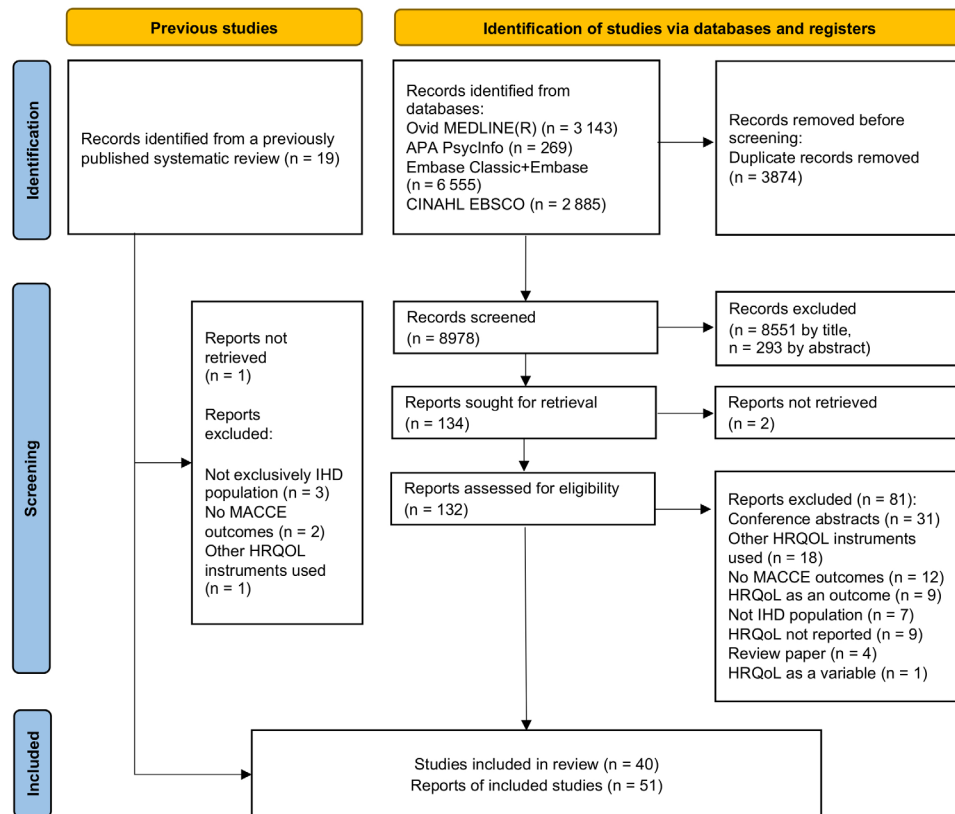 Previous studies
Identification of studies via databases and registers
Identification
Records identified from a previously
published systematic review (n = 19)
Records identified from
databases:
Ovid MEDLINE(R) (n = 3 143)
APA PsycInfo (n = 269)
Embase Classic+Embase
(n = 6 555)
CINAHL EBSCO (n = 2 885)
Records removed before
screening:
Duplicate records removed
(n = 3874)
Screening
Reports not
retrieved
(n = 1)
Reports
excluded:
Not exclusively IHD
population (n = 3)
No MACCE
outcomes (n = 2)
Other HRQOL
instruments used
(n = 1)
Records screened
(n = 8978)
Records excluded
(n = 8551 by title,
n = 293 by abstract)
Reports sought for retrieval
(n = 134)
Reports not retrieved
(n = 2)
Reports assessed for eligibility
(n = 132)
Reports excluded (n = 81):
Conference abstracts (n = 31)
Other HRQOL instruments
used (n = 18)
No MACCE outcomes (n = 12)
HRQoL as an outcome (n = 9)
Not IHD population (n = 7)
HRQoL not reported (n = 9)
Review paper (n = 4)
HRQoL as a variable (n = 1)
Included
Studies included in review (n = 40)
Reports of included studies (n = 51)